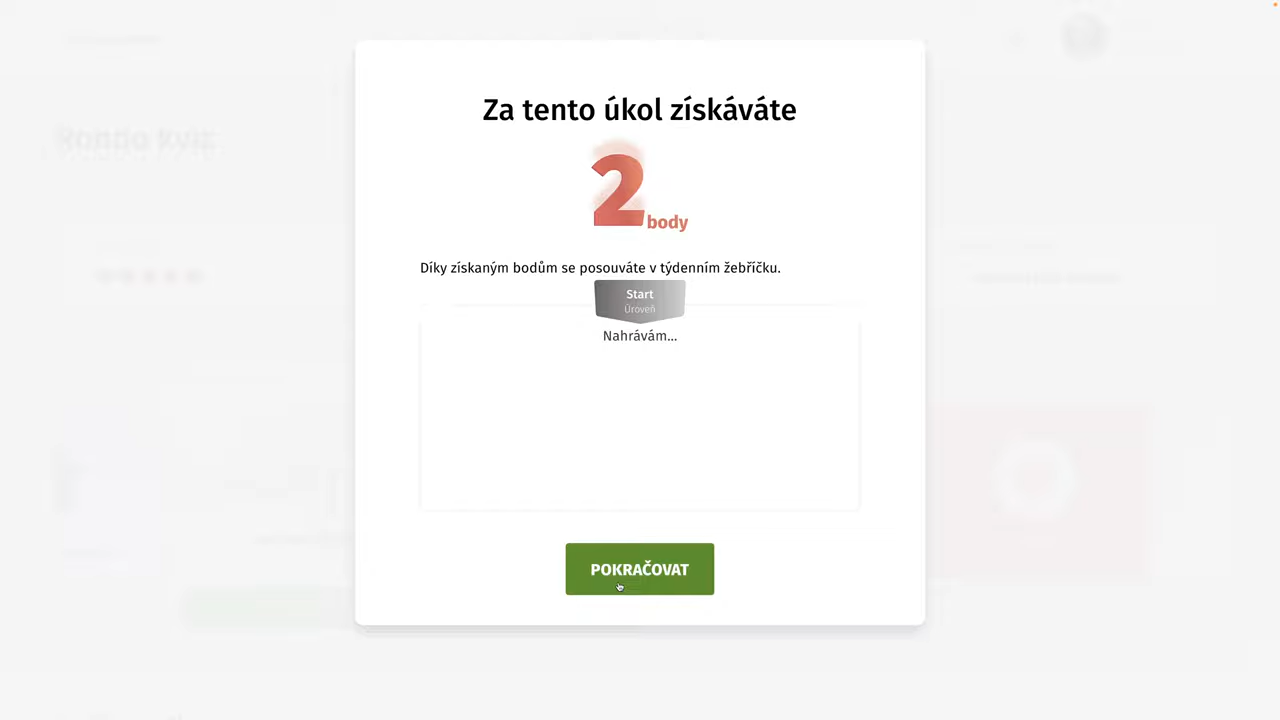 Za tento úkol získáváte
2 body
Díky získaným bodům se posouváte v týdenním žebříčku.
Start
Úroveň
Nahrávám...
POKRAČOVAT